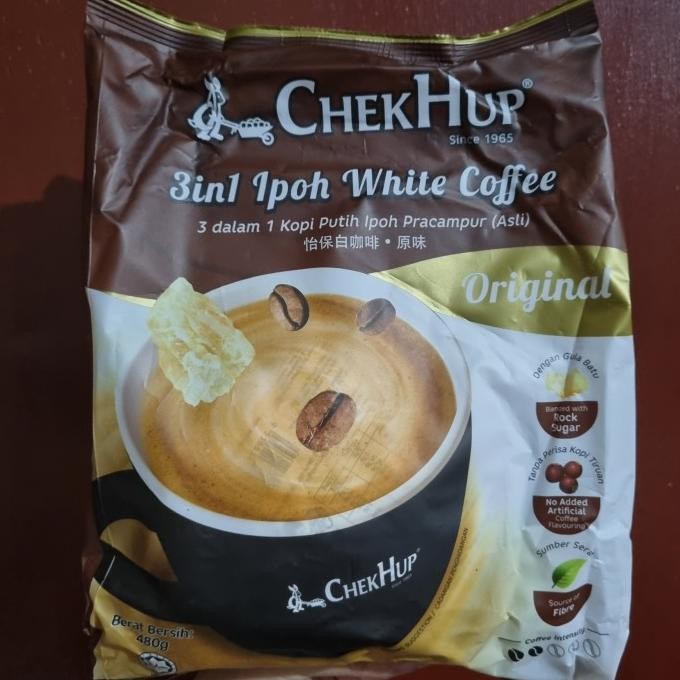 CHEKHUP®
Since 1965
3in1 Ipoh White Coffee
3 dalam 1 Kopi Putih Ipoh Pracampur (Asli)
怡保白咖啡 • 原味
Original
Dengan Gula Batu
Blended with
Rock
Sugar
Tanpa Perisa Kopi Tiruan
No Added
Artificial
Coffee
Flavouring
Sumber
Source of
Fibre
CHEKHUP®
Berat Bersih:
480g
Coffee Intensity